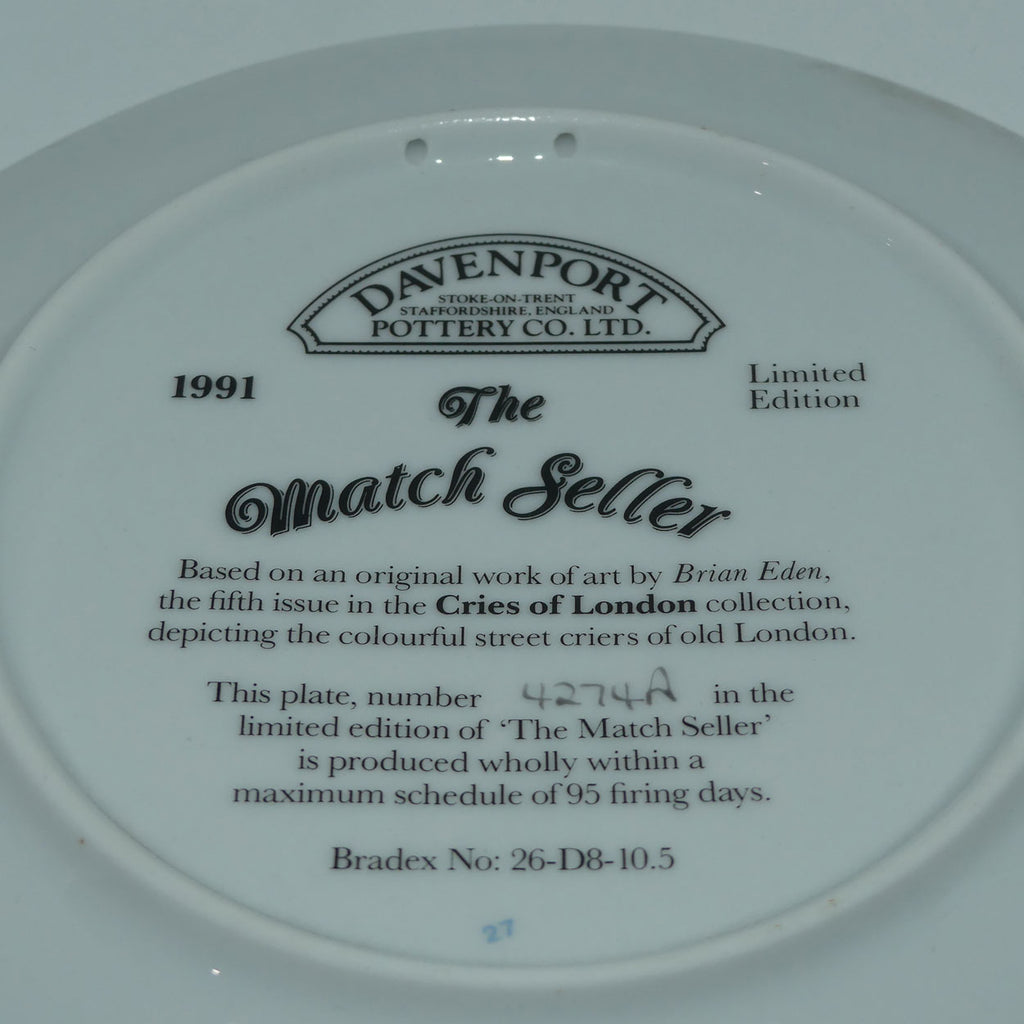 DAVENPORT
STOKE-ON-TRENT
STAFFORDSHIRE, ENGLAND
POTTERY CO. LTD.
1991
Limited
Edition
The
Match Seller
Based on an original work of art by Brian Eden,
the fifth issue in the Cries of London collection,
depicting the colourful street criers of old London.
This plate, number 4274A in the
limited edition of ‘The Match Seller’
is produced wholly within a
maximum schedule of 95 firing days.
Bradex No: 26-D8-10.5
27